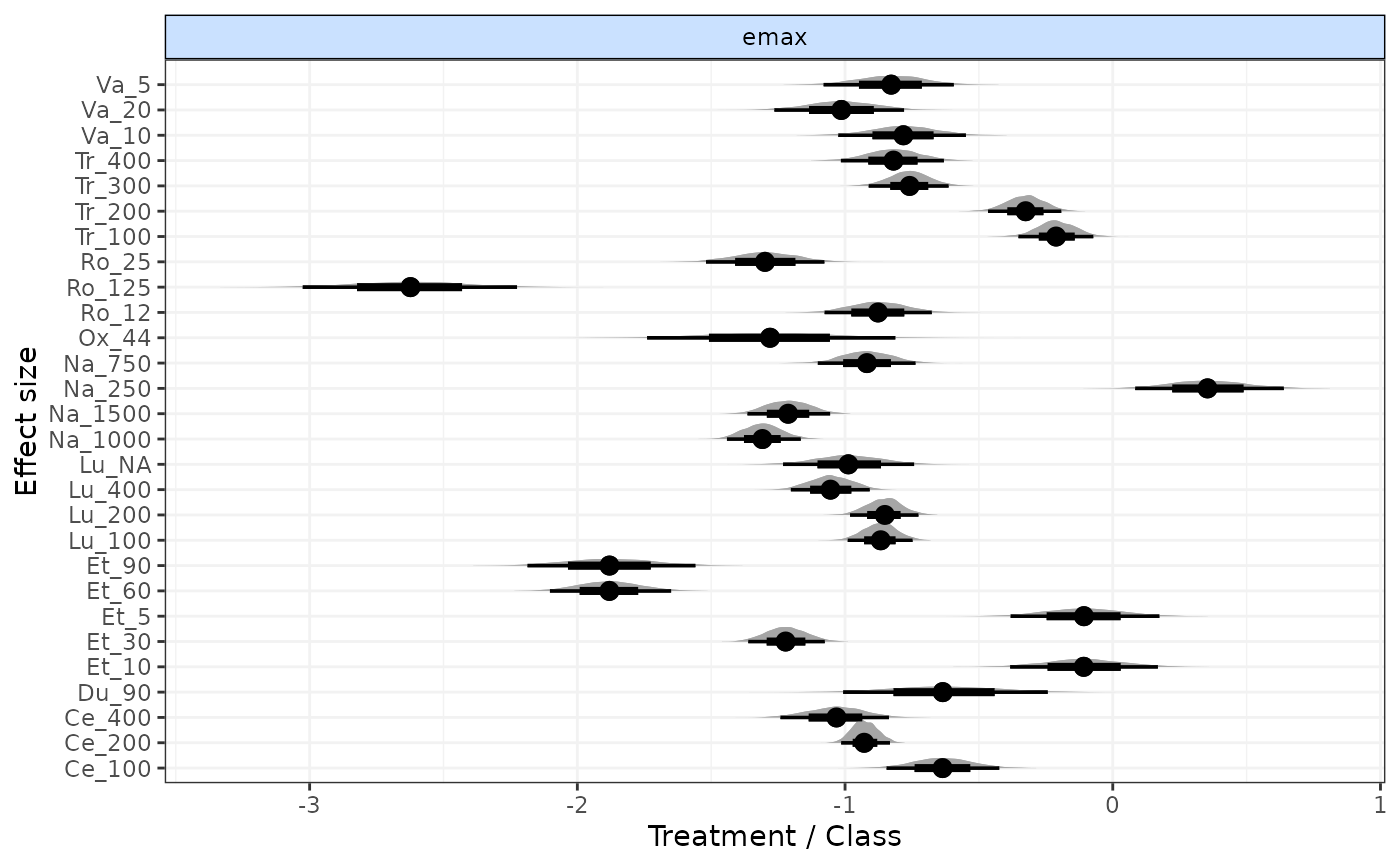 emax
Va_5
Va_20
Va_10
Tr_400
Tr_300
Tr_200
Tr_100
Ro_25
Ro_125
Ro_12
Ox_44
Na_750
Na_250
Na_1500
Na_1000
Lu_NA
Lu_400
Lu_200
Lu_100
Et_90
Et_60
Et_5
Et_30
Et_10
Du_90
Ce_400
Ce_200
Ce_100
Effect size
-3 -2 -1 0 1
Treatment / Class